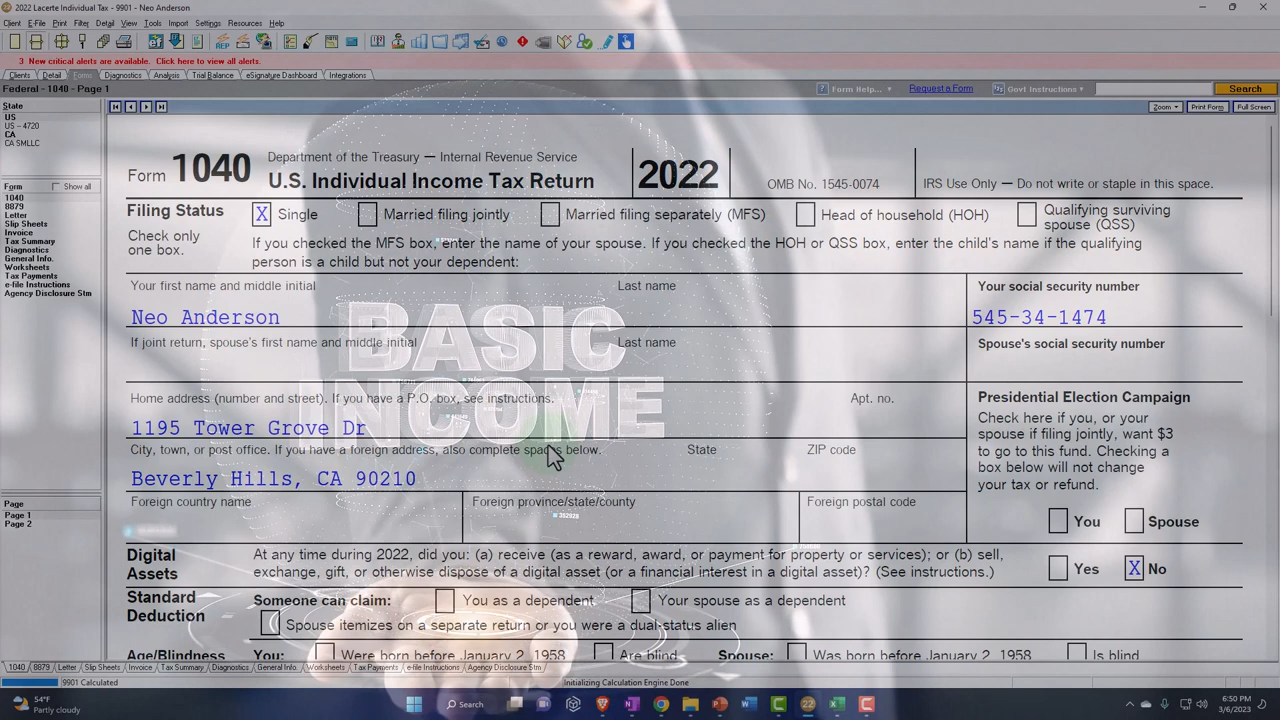 2022 Lacerte Individual Tax - 9901 - Neo Anderson
Client E-File Print Filter Detail View Tools Import Settings Resources Help
3 New critical alerts are available. Click here to view all alerts.
Clients Detail Forms Diagnostics Analysis Trial Balance eSignature Dashboard Integrations
Federal - 1040 - Page 1
Form Help... Request a Form Govt Instructions Search
Zoom Print Form Full Screen
State
US
US - 4720
CA
CA SMLLC
Form Show all
1040
8879
Letter
Slip Sheets
Invoice
Tax Summary
Diagnostics
General Info.
Worksheets
Tax Payments
e-file Instructions
Agency Disclosure Stm
Page
Page 1
Page 2
Form 1040
Department of the Treasury — Internal Revenue Service
U.S. Individual Income Tax Return
2022
OMB No. 1545-0074
IRS Use Only — Do not write or staple in this space.
Filing Status
Check only
one box.
X Single Married filing jointly Married filing separately (MFS) Head of household (HOH) Qualifying surviving
spouse (QSS)
If you checked the MFS box, enter the name of your spouse. If you checked the HOH or QSS box, enter the child's name if the qualifying
person is a child but not your dependent:
Your first name and middle initial Last name Your social security number
Neo Anderson 545-34-1474
If joint return, spouse's first name and middle initial Last name Spouse's social security number
BASIC
INCOME
Home address (number and street). If you have a P.O. box, see instructions. Apt. no.
1195 Tower Grove Dr
City, town, or post office. If you have a foreign address, also complete spaces below. State ZIP code
Beverly Hills, CA 90210
Foreign country name Foreign province/state/county Foreign postal code
Presidential Election Campaign
Check here if you, or your
spouse if filing jointly, want $3
to go to this fund. Checking a
box below will not change
your tax or refund.
You Spouse
Digital
Assets
At any time during 2022, did you: (a) receive (as a reward, award, or payment for property or services); or (b) sell,
exchange, gift, or otherwise dispose of a digital asset (or a financial interest in a digital asset)? (See instructions.)
Yes X No
Standard
Deduction
Someone can claim: You as a dependent Your spouse as a dependent
Spouse itemizes on a separate return or you were a dual-status alien
Age/Blindness You: Were born before January 2, 1958 Are blind Spouse: Was born before January 2, 1958 Is blind
1040 8879 Letter Slip Sheets Invoice Tax Summary Diagnostics General Info. Worksheets Tax Payments e-file Instructions Agency Disclosure Stm
9901 Calculated Initializing Calculation Engine Done
54°F
Partly cloudy
Search
6:50 PM
3/6/2023